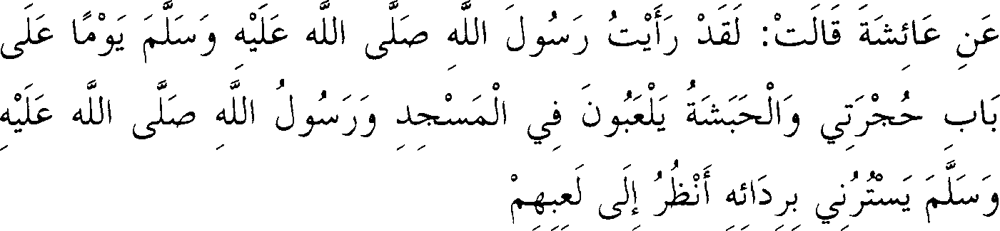 عَنِ عَائِشَةَ قَالَتْ: لَقَدْ رَأَيْتُ رَسُولَ اللَّهِ صَلَّى اللَّه عَلَيْهِ وَسَلَّمَ يَوْمًا عَلَى
بَابِ حُجْرَتِي وَالْحَبَشَةُ يَلْعَبُونَ فِي الْمَسْجِدِ وَرَسُولُ اللَّهِ صَلَّى اللَّه عَلَيْهِ
وَسَلَّمَ يَسْتُرُنِي بِرِدَائِهِ أَنْظُرُ إِلَى لَعِبِهِمْ